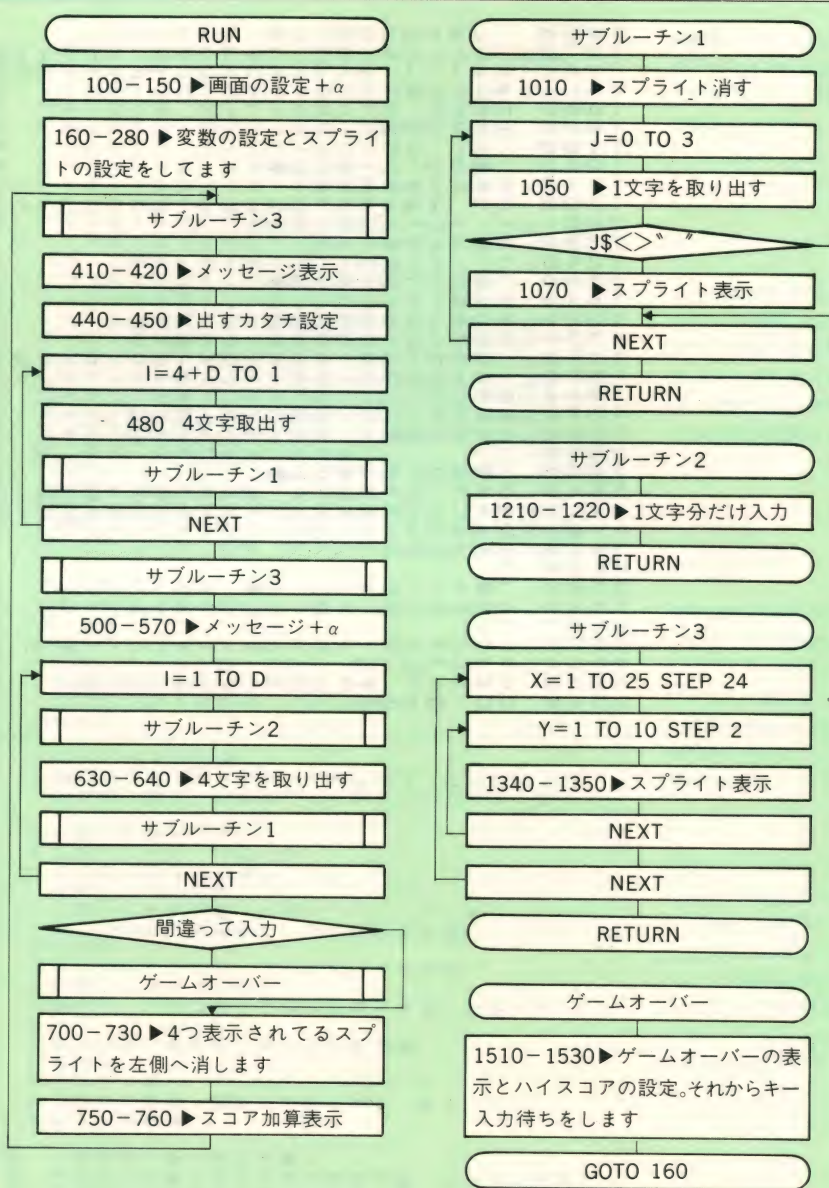 RUN
100-150▶画面の設定+α
160-280▶変数の設定とスプライ
トの設定をしてます
サブルーチン3
410-420▶メッセージ表示
440-450▶出すカタチ設定
I=4+D TO 1
480 4文字取出す
サブルーチン1
NEXT
サブルーチン3
500-570▶メッセージ+α
I=1 TO D
サブルーチン2
630-640▶4文字を取り出す
サブルーチン1
NEXT
間違って入力
ゲームオーバー
700-730▶4つ表示されてるスプ
ライトを左側へ消します
750-760▶スコア加算表示
サブルーチン1
1010 ▶スプライト消す
J=0 TO 3
1050 ▶1文字を取り出す
J$<>〝 〞
1070 ▶スプライト表示
NEXT
RETURN
サブルーチン2
1210-1220▶1文字分だけ入力
RETURN
サブルーチン3
X=1 TO 25 STEP 24
Y=1 TO 10 STEP 2
1340-1350▶スプライト表示
NEXT
NEXT
RETURN
ゲームオーバー
1510-1530▶ゲームオーバーの表
示とハイスコアの設定。それからキー
入力待ちをします
GOTO 160